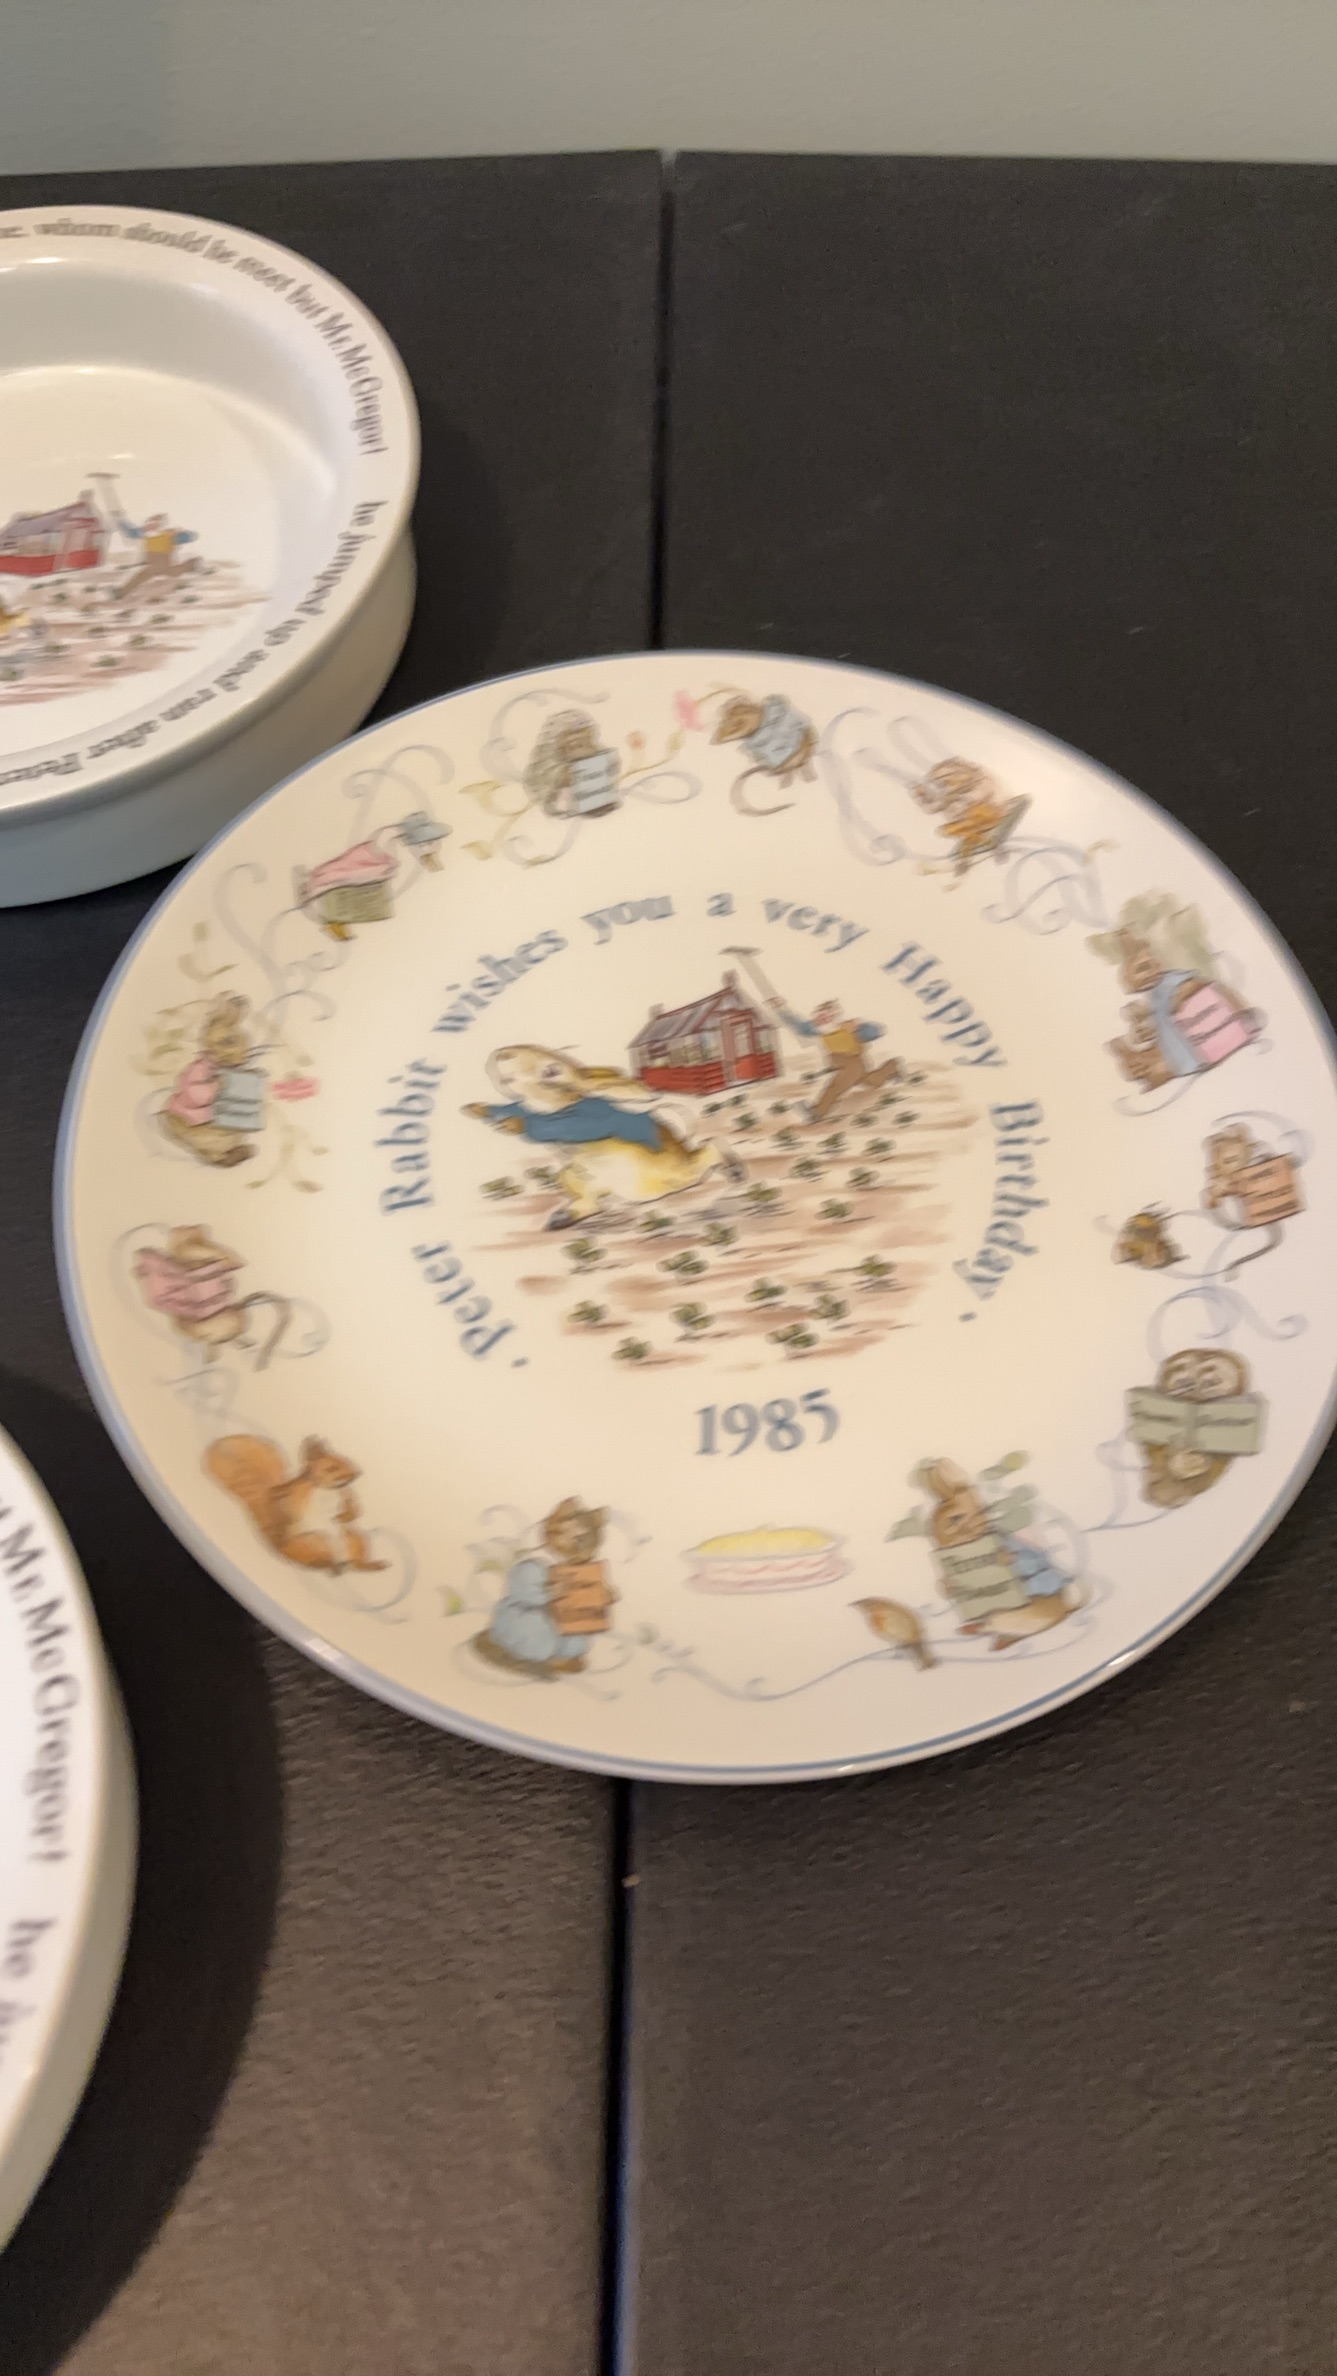 whom should he meet but Mr. McGregor!
he jumped up and ran after Peter
'Peter Rabbit wishes you a very Happy Birthday'
1985
Mr. McGregor!
he